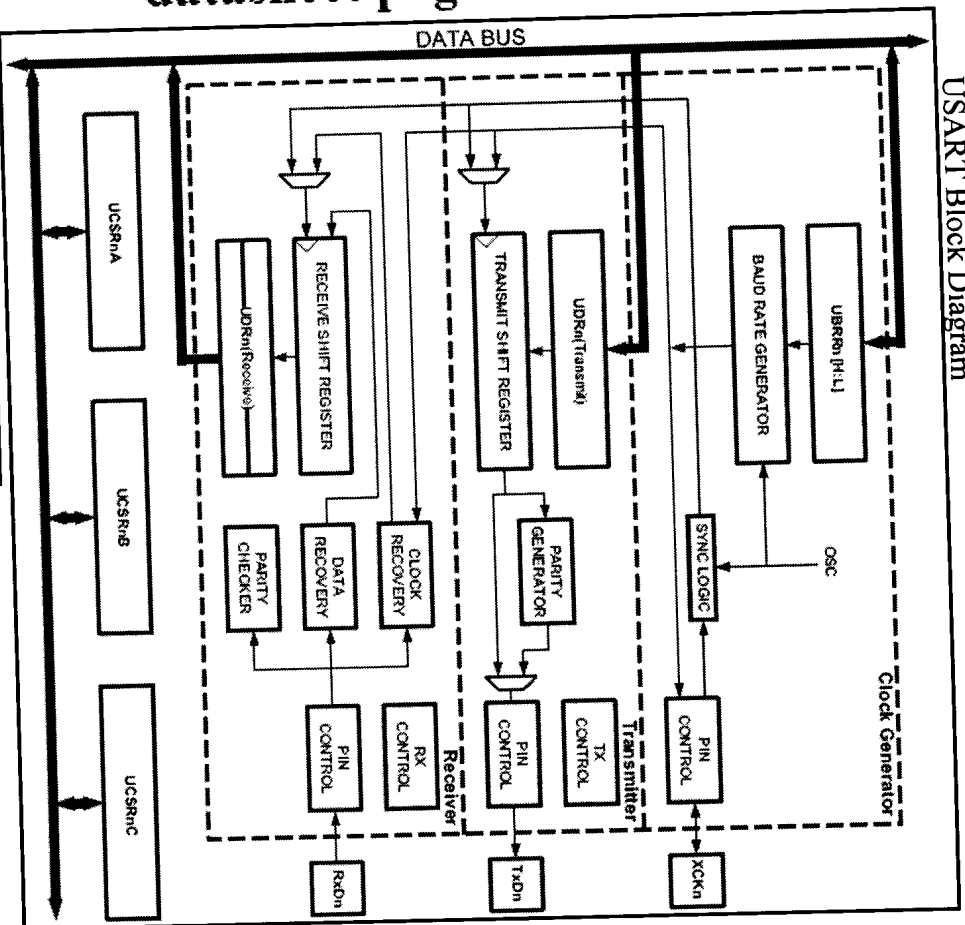 USART Block Diagram
Clock Generator
UBRRn [H:L]
OSC
BAUD RATE GENERATOR
SYNC LOGIC
PIN
CONTROL
XCKn
Transmitter
TX
CONTROL
UDRn(Transmit)
PARITY
GENERATOR
TRANSMIT SHIFT REGISTER
PIN
CONTROL
TxDn
DATA BUS
Receiver
CLOCK
RECOVERY
RX
CONTROL
RECEIVE SHIFT REGISTER
DATA
RECOVERY
PIN
CONTROL
RxDn
UDRn(Receive)
PARITY
CHECKER
UCSRnA
UCSRnB
UCSRnC